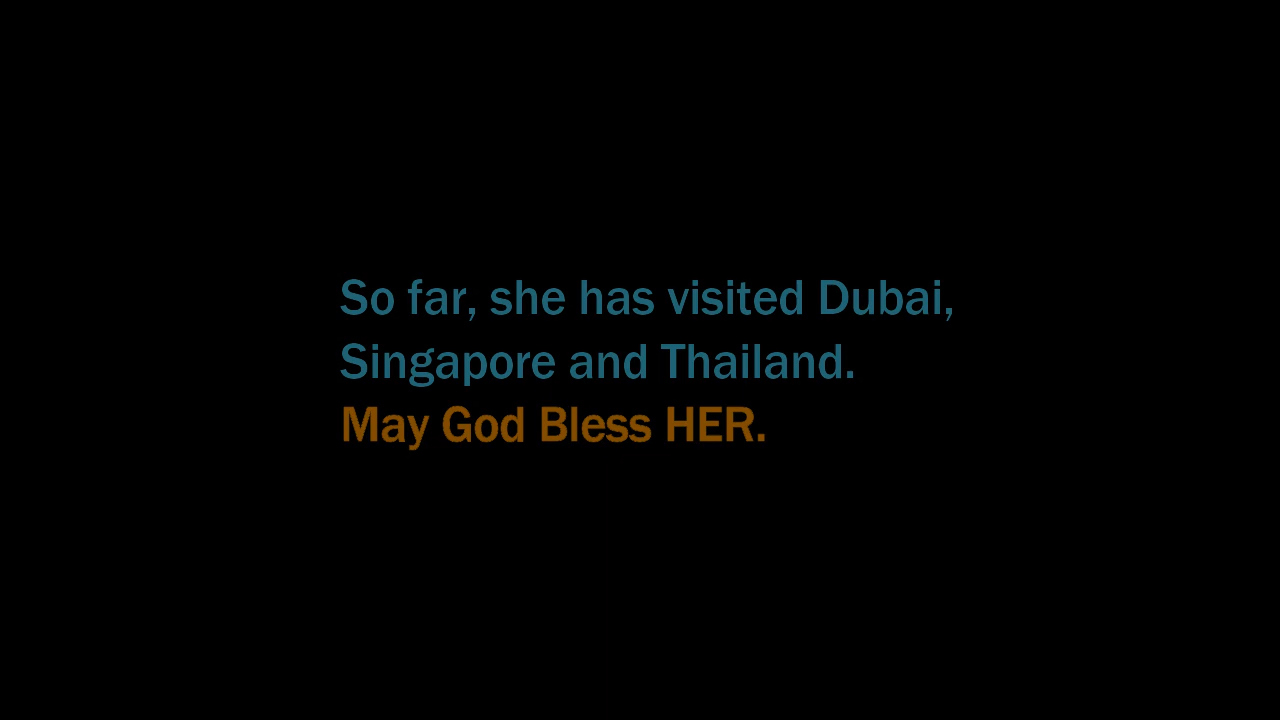 So far, she has visited Dubai,
Singapore and Thailand.
May God Bless HER.